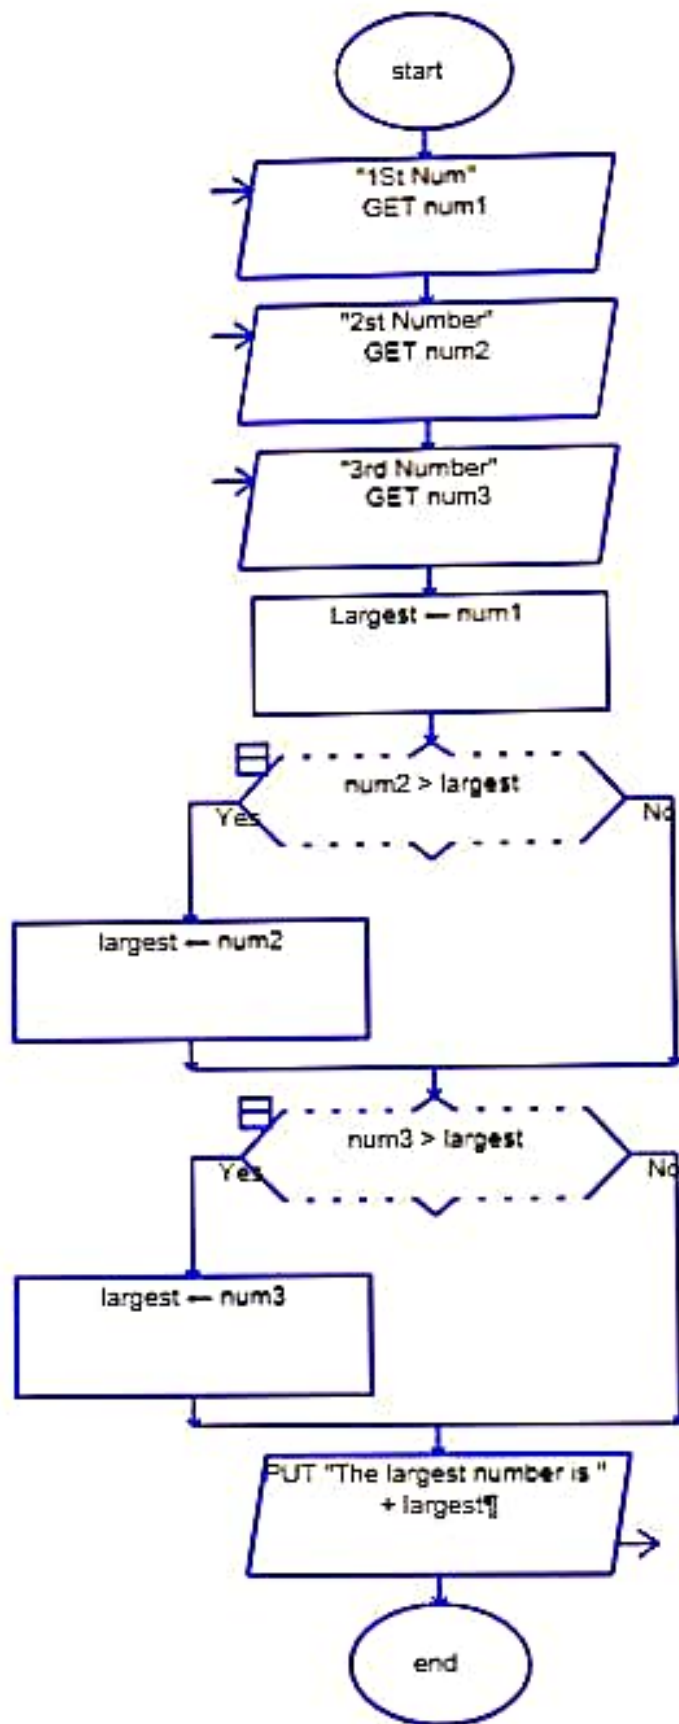 start
"1St Num"
GET num1
"2st Number"
GET num2
"3rd Number"
GET num3
Largest ← num1
num2 > largest
Yes
No
largest ← num2
num3 > largest
Yes
No
largest ← num3
PUT "The largest number is "
+ largest¶
end